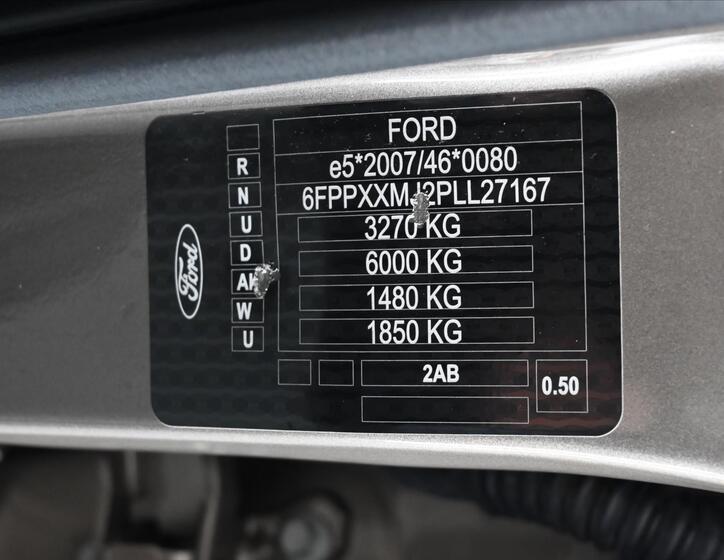 FORD
R e5*2007/46*0080
N 6FPPXXMJ2PLL27167
U 3270 KG
D 6000 KG
1480 KG
W 1850 KG
U
Ford
2AB
0.50